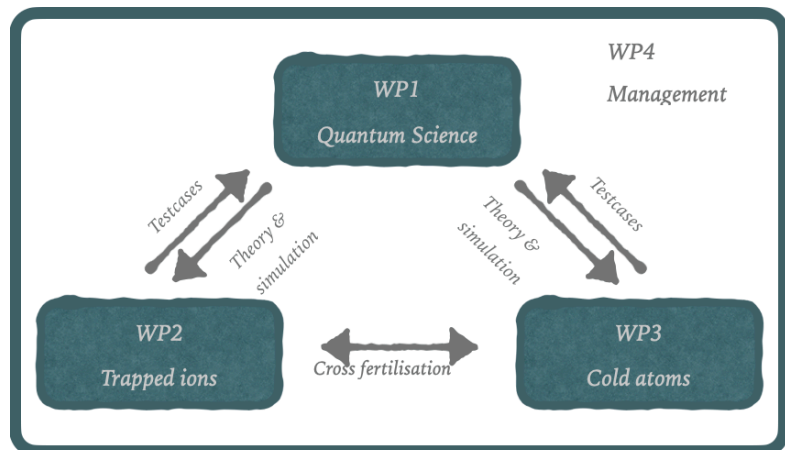 WP4
Management
WP1
Quantum Science
Testcases
Theory &
simulation
Theory &
simulation
Testcases
WP2
Trapped ions
Cross fertilisation
WP3
Cold atoms